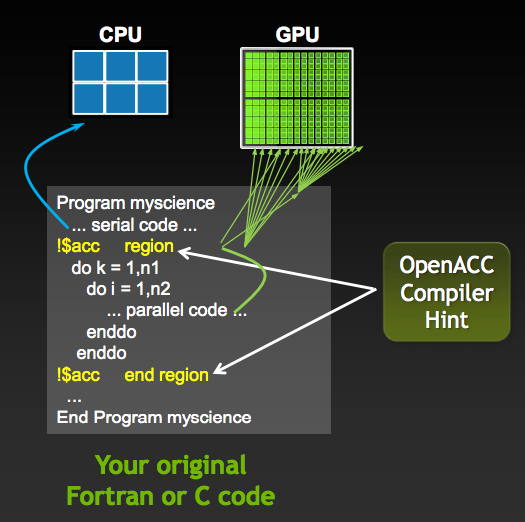 CPU
GPU
Program myscience
... serial code ...
!$acc region
do k = 1,n1
do i = 1,n2
... parallel code ...
enddo
enddo
!$acc end region
...
End Program myscience
OpenACC
Compiler
Hint
Your original
Fortran or C code